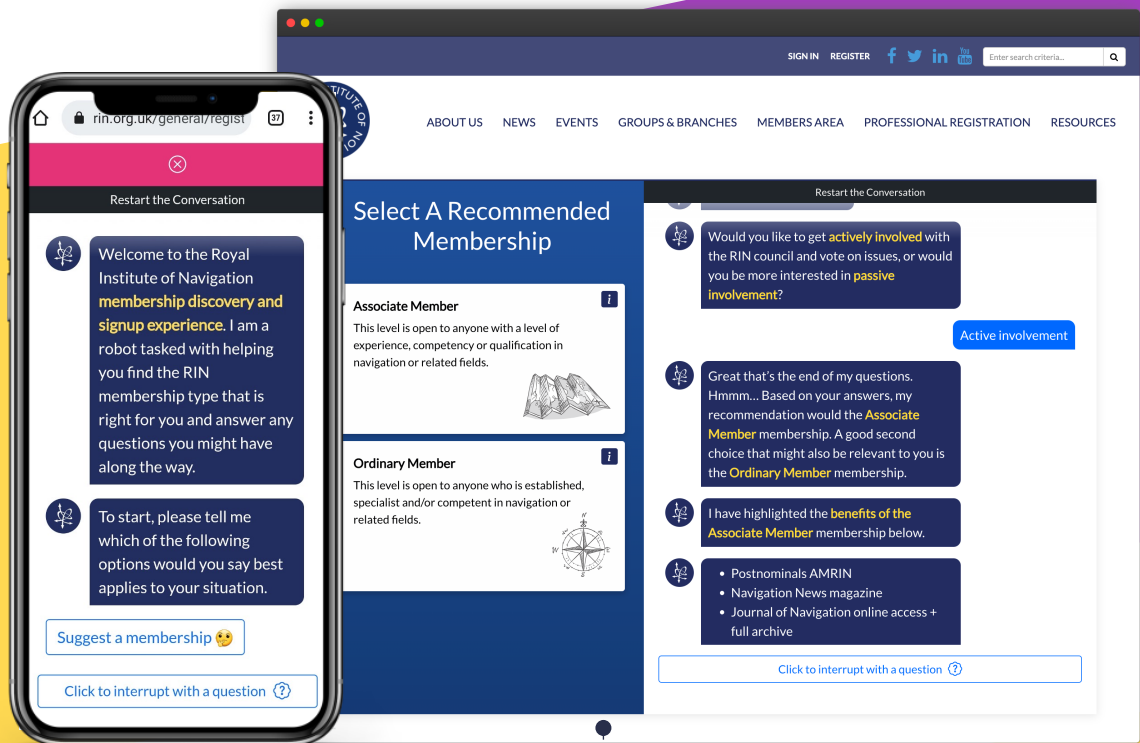 rin.org.uk/general/regist
37
Restart the Conversation
Welcome to the Royal
Institute of Navigation
membership discovery and
signup experience. I am a
robot tasked with helping
you find the RIN
membership type that is
right for you and answer any
questions you might have
along the way.
To start, please tell me
which of the following
options would you say best
applies to your situation.
Suggest a membership 🤔
Click to interrupt with a question ?
SIGN IN REGISTER
You
Tube
Enter search criteria...
ABOUT US NEWS EVENTS GROUPS & BRANCHES MEMBERS AREA PROFESSIONAL REGISTRATION RESOURCES
Select A Recommended
Membership
Associate Member
This level is open to anyone with a level of
experience, competency or qualification in
navigation or related fields.
Ordinary Member
This level is open to anyone who is established,
specialist and/or competent in navigation or
related fields.
N
W E
S
Restart the Conversation
Would you like to get actively involved with
the RIN council and vote on issues, or would
you be more interested in passive
involvement?
Active involvement
Great that's the end of my questions.
Hmmm... Based on your answers, my
recommendation would the Associate
Member membership. A good second
choice that might also be relevant to you is
the Ordinary Member membership.
I have highlighted the benefits of the
Associate Member membership below.
• Postnominals AMRIN
• Navigation News magazine
• Journal of Navigation online access +
full archive
Click to interrupt with a question ?